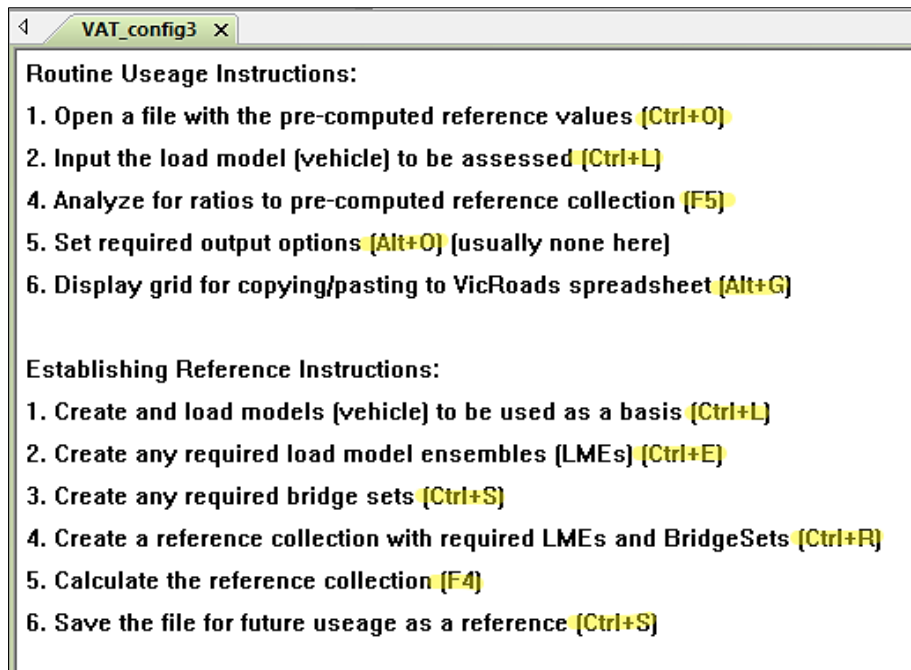 VAT_config3
Routine Useage Instructions:
1. Open a file with the pre-computed reference values (Ctrl+O)
2. Input the load model (vehicle) to be assessed (Ctrl+L)
4. Analyze for ratios to pre-computed reference collection (F5)
5. Set required output options (Alt+O) (usually none here)
6. Display grid for copying/pasting to VicRoads spreadsheet (Alt+G)
Establishing Reference Instructions:
1. Create and load models (vehicle) to be used as a basis (Ctrl+L)
2. Create any required load model ensembles (LMEs) (Ctrl+E)
3. Create any required bridge sets (Ctrl+S)
4. Create a reference collection with required LMEs and BridgeSets (Ctrl+R)
5. Calculate the reference collection (F4)
6. Save the file for future useage as a reference (Ctrl+S)